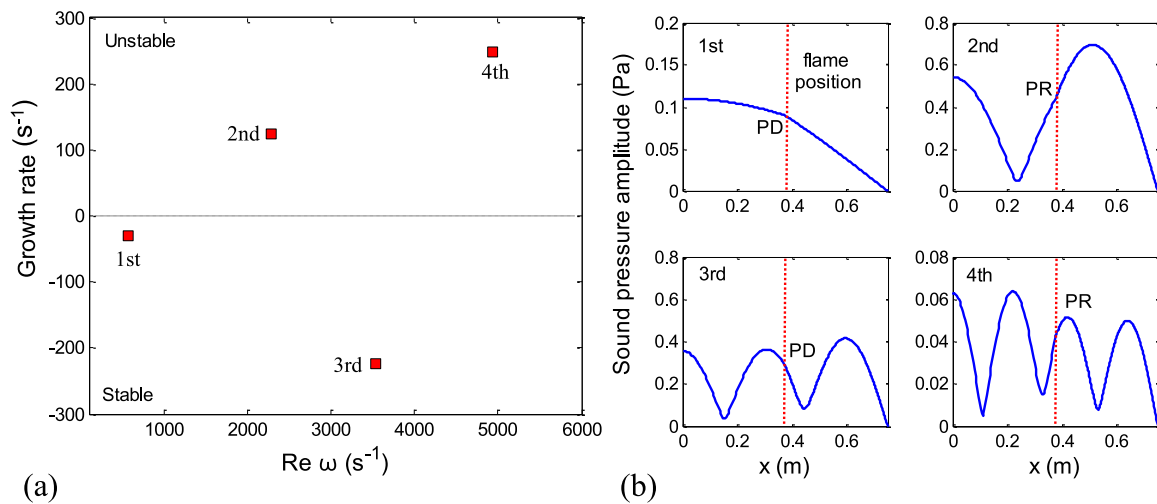 300
200
100
0
-100
-200
-300
Growth rate (s-1)
Unstable
4th
2nd
1st
3rd
Stable
1000 2000 3000 4000 5000 6000
Re ω (s-1)
(a)
Sound pressure amplitude (Pa)
0.2
0.15
0.1
0.05
0
1st
flame
position
PD
0 0.2 0.4 0.6
0.8
0.6
0.4
0.2
0
2nd
PR
0 0.2 0.4 0.6
0.8
0.6
0.4
0.2
0
3rd
PD
0 0.2 0.4 0.6
x (m)
0.08
0.06
0.04
0.02
0
4th
PR
0 0.2 0.4 0.6
x (m)
(b)